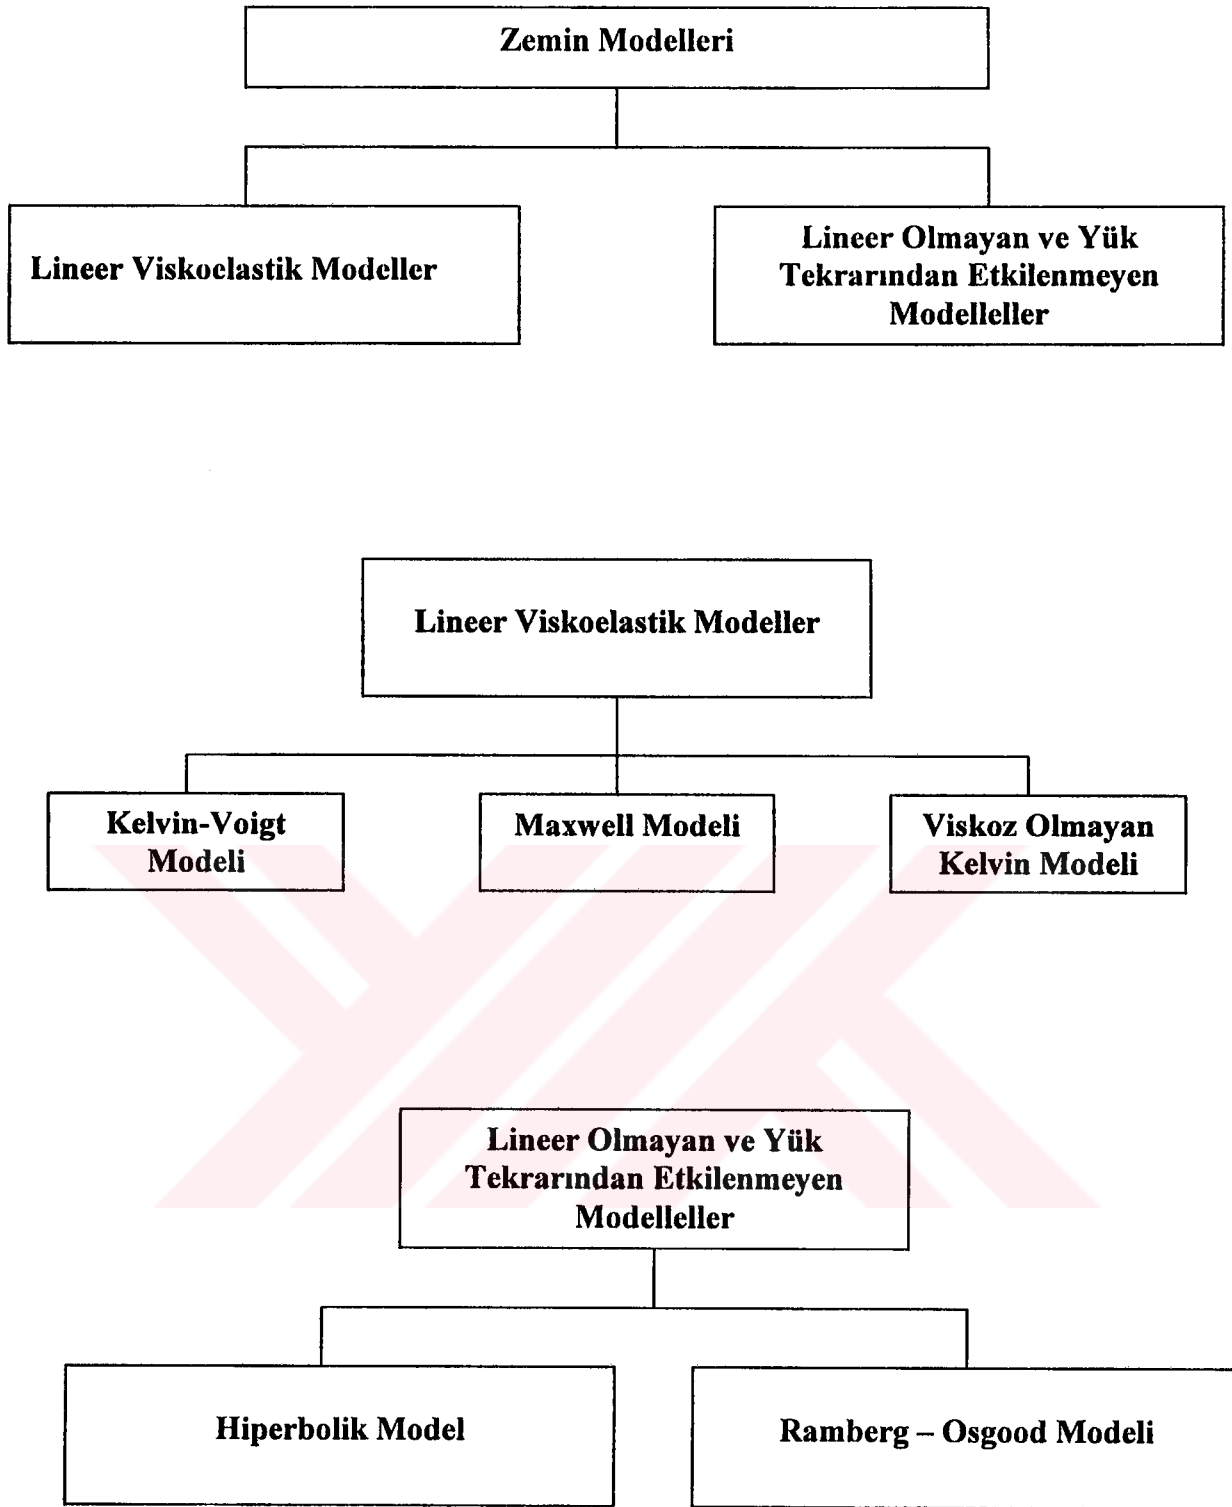 Zemin Modelleri
Lineer Viskoelastik Modeller
Lineer Olmayan ve Yük
Tekrarından Etkilenmeyen
Modelleller
Lineer Viskoelastik Modeller
Kelvin-Voigt
Modeli
Maxwell Modeli
Viskoz Olmayan
Kelvin Modeli
Lineer Olmayan ve Yük
Tekrarından Etkilenmeyen
Modelleller
Hiperbolik Model
Ramberg – Osgood Modeli